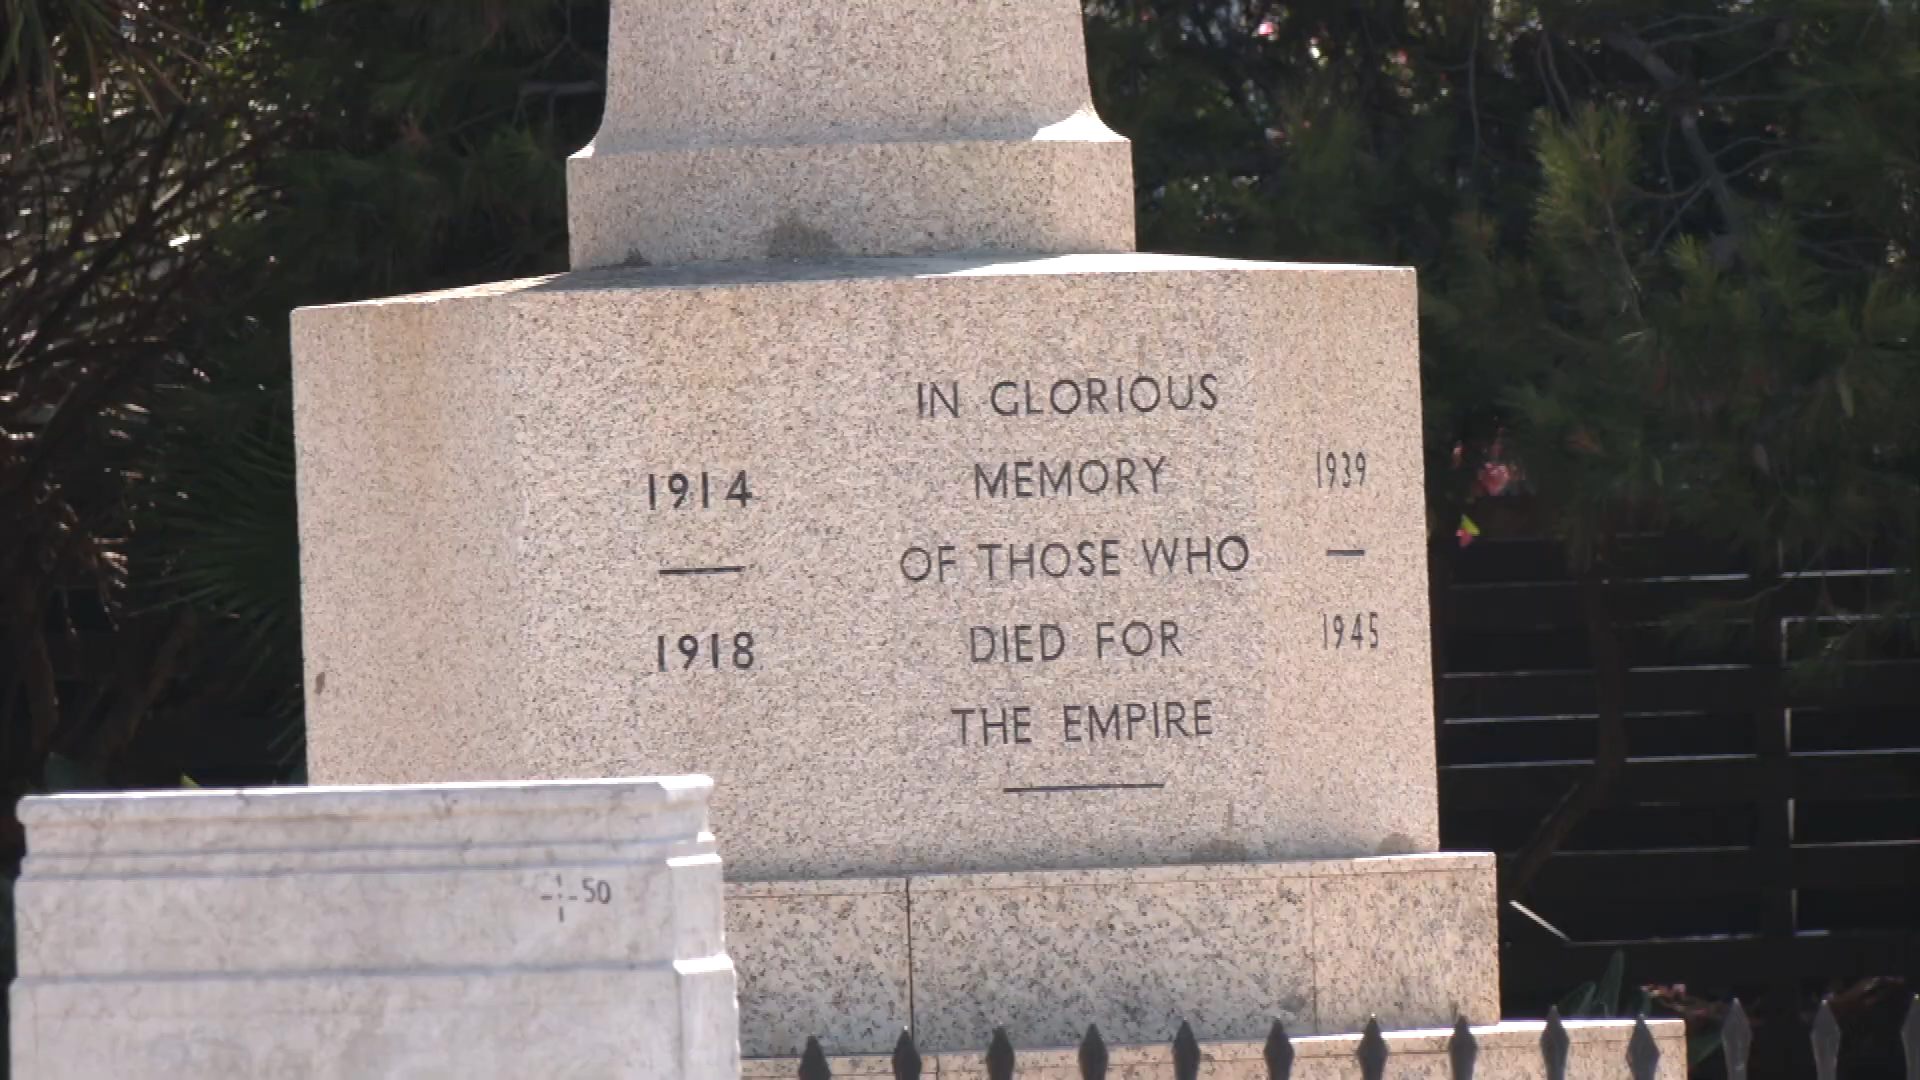 IN GLORIOUS
MEMORY
OF THOSE WHO
DIED FOR
THE EMPIRE
1914
—
1918
1939
—
1945
50